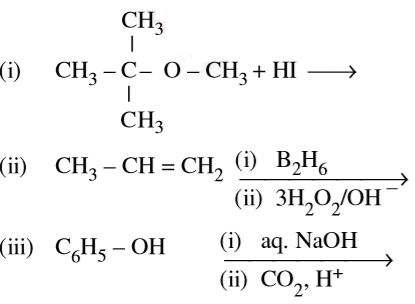 CH₃
|
(i) CH₃ – C – O – CH₃ + HI ⟶
|
CH₃
(ii) CH₃ – CH = CH₂ (i) B₂H₆
(ii) 3H₂O₂/OH⁻
(iii) C₆H₅ – OH (i) aq. NaOH
(ii) CO₂, H⁺